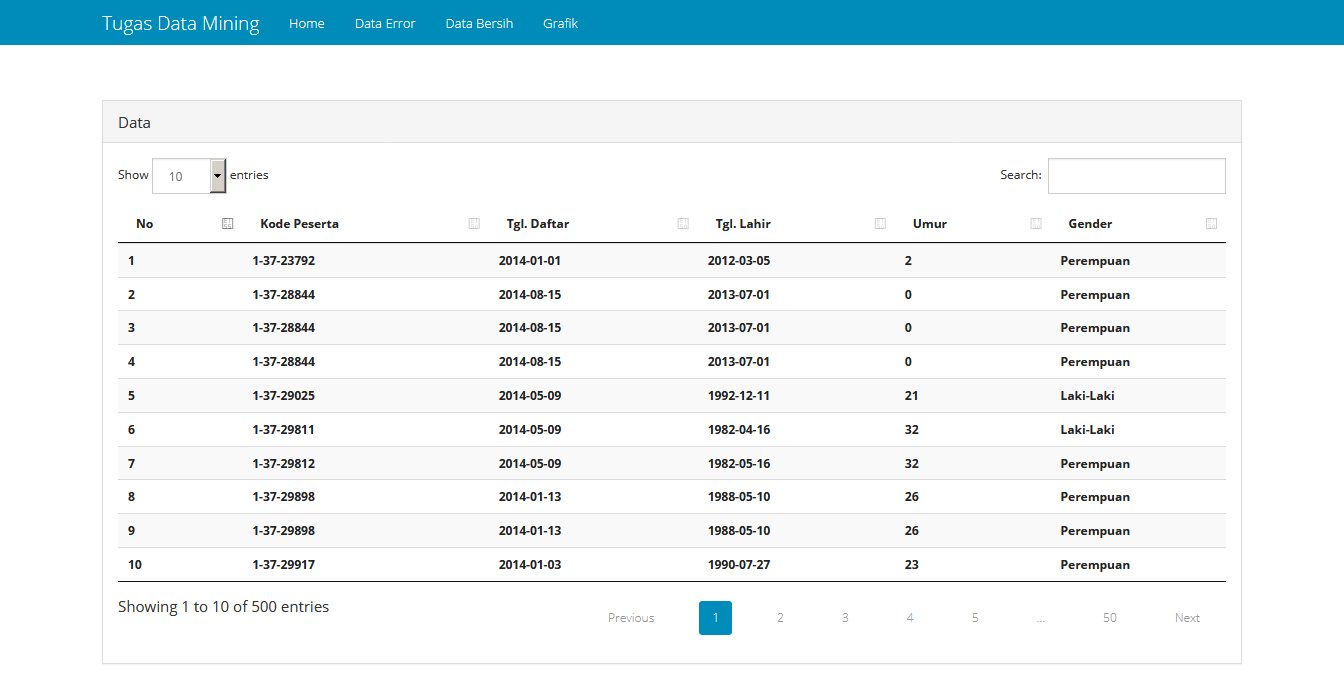 Tugas Data Mining Home Data Error Data Bersih Grafik
Data
Show 10 entries Search:
No Kode Peserta Tgl. Daftar Tgl. Lahir Umur Gender
1 1-37-23792 2014-01-01 2012-03-05 2 Perempuan
2 1-37-28844 2014-08-15 2013-07-01 0 Perempuan
3 1-37-28844 2014-08-15 2013-07-01 0 Perempuan
4 1-37-28844 2014-08-15 2013-07-01 0 Perempuan
5 1-37-29025 2014-05-09 1992-12-11 21 Laki-Laki
6 1-37-29811 2014-05-09 1982-04-16 32 Laki-Laki
7 1-37-29812 2014-05-09 1982-05-16 32 Perempuan
8 1-37-29898 2014-01-13 1988-05-10 26 Perempuan
9 1-37-29898 2014-01-13 1988-05-10 26 Perempuan
10 1-37-29917 2014-01-03 1990-07-27 23 Perempuan
Showing 1 to 10 of 500 entries Previous 1 2 3 4 5 ... 50 Next